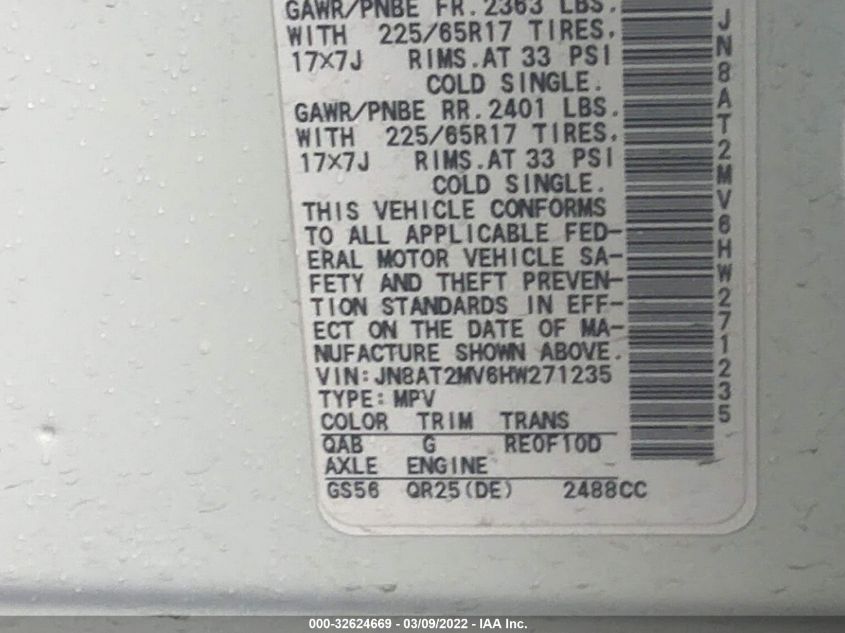 GAWR/PNBE FR. 2363 LBS.
WITH 225/65R17 TIRES,
17×7J RIMS.AT 33 PSI
COLD SINGLE.
GAWR/PNBE RR. 2401 LBS.
WITH 225/65R17 TIRES,
17×7J RIMS.AT 33 PSI
COLD SINGLE.
THIS VEHICLE CONFORMS
TO ALL APPLICABLE FED-
ERAL MOTOR VEHICLE SA-
FETY AND THEFT PREVEN-
TION STANDARDS IN EFF-
ECT ON THE DATE OF MA-
NUFACTURE SHOWN ABOVE.
VIN:JN8AT2MV6HW271235
TYPE:MPV
COLOR TRIM TRANS
QAB G RE0F10D
AXLE ENGINE
GS56 QR25(DE) 2488CC
JN8AT2MV6HW271235
000-32624669 - 03/09/2022 - IAA Inc.